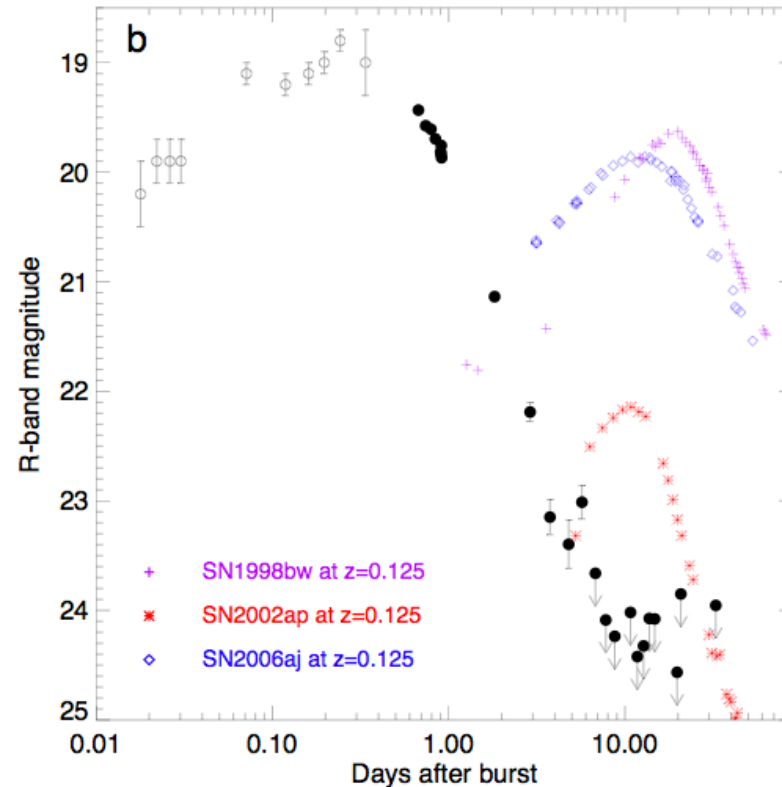 b
19
20
21
22
23
24
25
R-band magnitude
SN1998bw at z=0.125
SN2002ap at z=0.125
SN2006aj at z=0.125
0.01 0.10 1.00 10.00
Days after burst